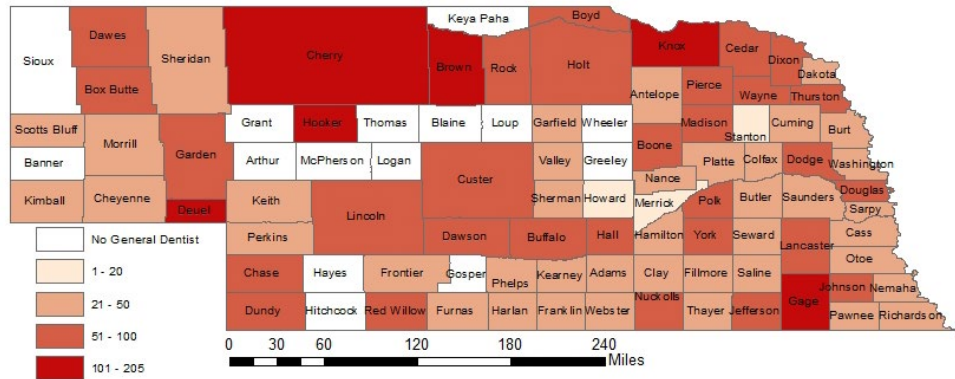 Keya Paha
Boyd
Sioux
Dawes
Sheridan
Cherry
Brown
Rock
Holt
Knox
Cedar
Dixon
Dakota
Box Butte
Antelope
Pierce
Wayne
Thurston
Scotts Bluff
Morrill
Garden
Grant
Hooker
Thomas
Blaine
Loup
Garfield
Wheeler
Madison
Stanton
Cuming
Burt
Banner
Arthur
McPherson
Logan
Custer
Valley
Greeley
Boone
Platte
Colfax
Dodge
Washington
Nance
Kimball
Cheyenne
Deuel
Keith
Lincoln
Sherman
Howard
Merrick
Polk
Butler
Saunders
Douglas
Sarpy
Perkins
Dawson
Buffalo
Hall
Hamilton
York
Seward
Lancaster
Cass
Otoe
Chase
Hayes
Frontier
Gosper
Phelps
Kearney
Adams
Clay
Fillmore
Saline
Gage
Johnson
Nemaha
Dundy
Hitchcock
Red Willow
Furnas
Harlan
Franklin
Webster
Nuckolls
Thayer
Jefferson
Pawnee
Richardson
No General Dentist
1 - 20
21 - 50
51 - 100
101 - 205
0 30 60 120 180 240
Miles